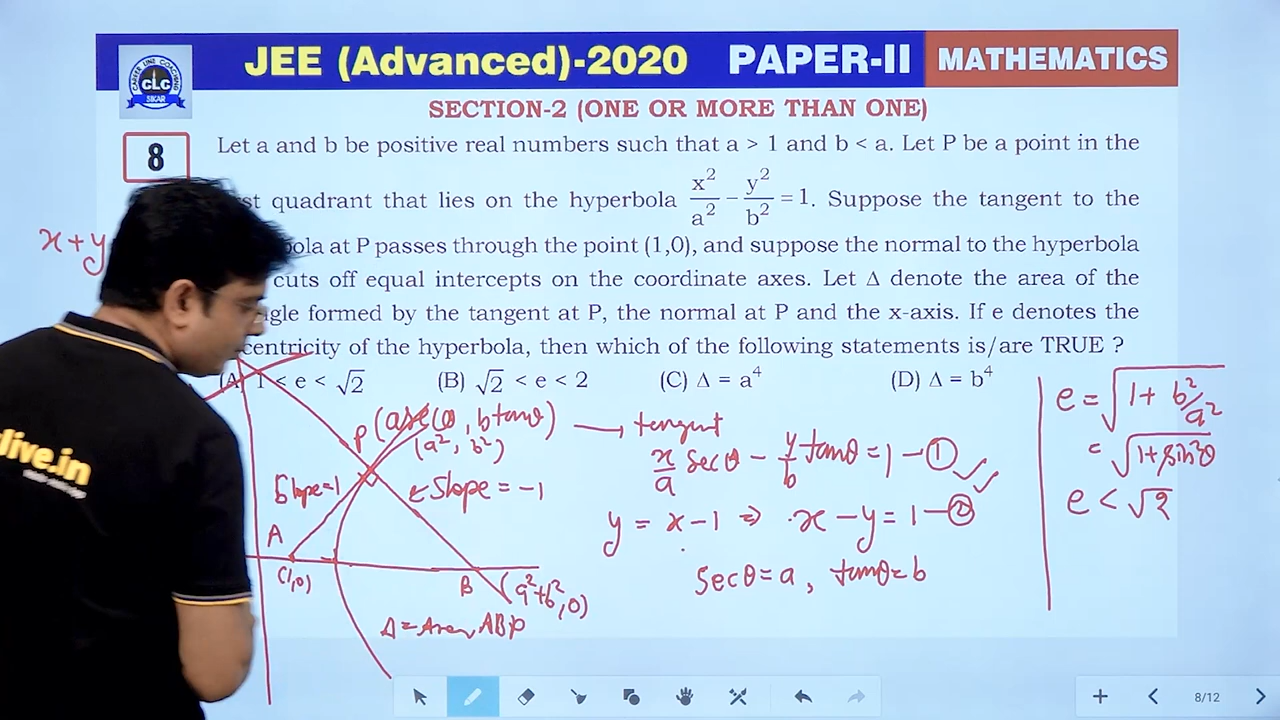 JEE (Advanced)-2020 PAPER-II MATHEMATICS
CAREER LINE COACHING
CLC
SIKAR
SECTION-2 (ONE OR MORE THAN ONE)
8
Let a and b be positive real numbers such that a > 1 and b < a. Let P be a point in the
st quadrant that lies on the hyperbola x²/a² − y²/b² = 1. Suppose the tangent to the
bola at P passes through the point (1,0), and suppose the normal to the hyperbola
x + y
cuts off equal intercepts on the coordinate axes. Let Δ denote the area of the
gle formed by the tangent at P, the normal at P and the x-axis. If e denotes the
centricity of the hyperbola, then which of the following statements is/are TRUE ?
(A) 1 < e < √2 (B) √2 < e < 2 (C) Δ = a⁴ (D) Δ = b⁴
P (asecθ, btanθ) → tangent
(a², b²)
x/a secθ − y/b tanθ = 1 – ①
Slope=1
Slope = −1
y = x−1 ⇒ x − y = 1 – ②
secθ = a, tanθ = b
A
(1,0)
B
(a²+b², 0)
Δ = Area ABP
e = √(1 + b²/a²)
= √(1 + sin²θ)
e < √2
live.in
8/12